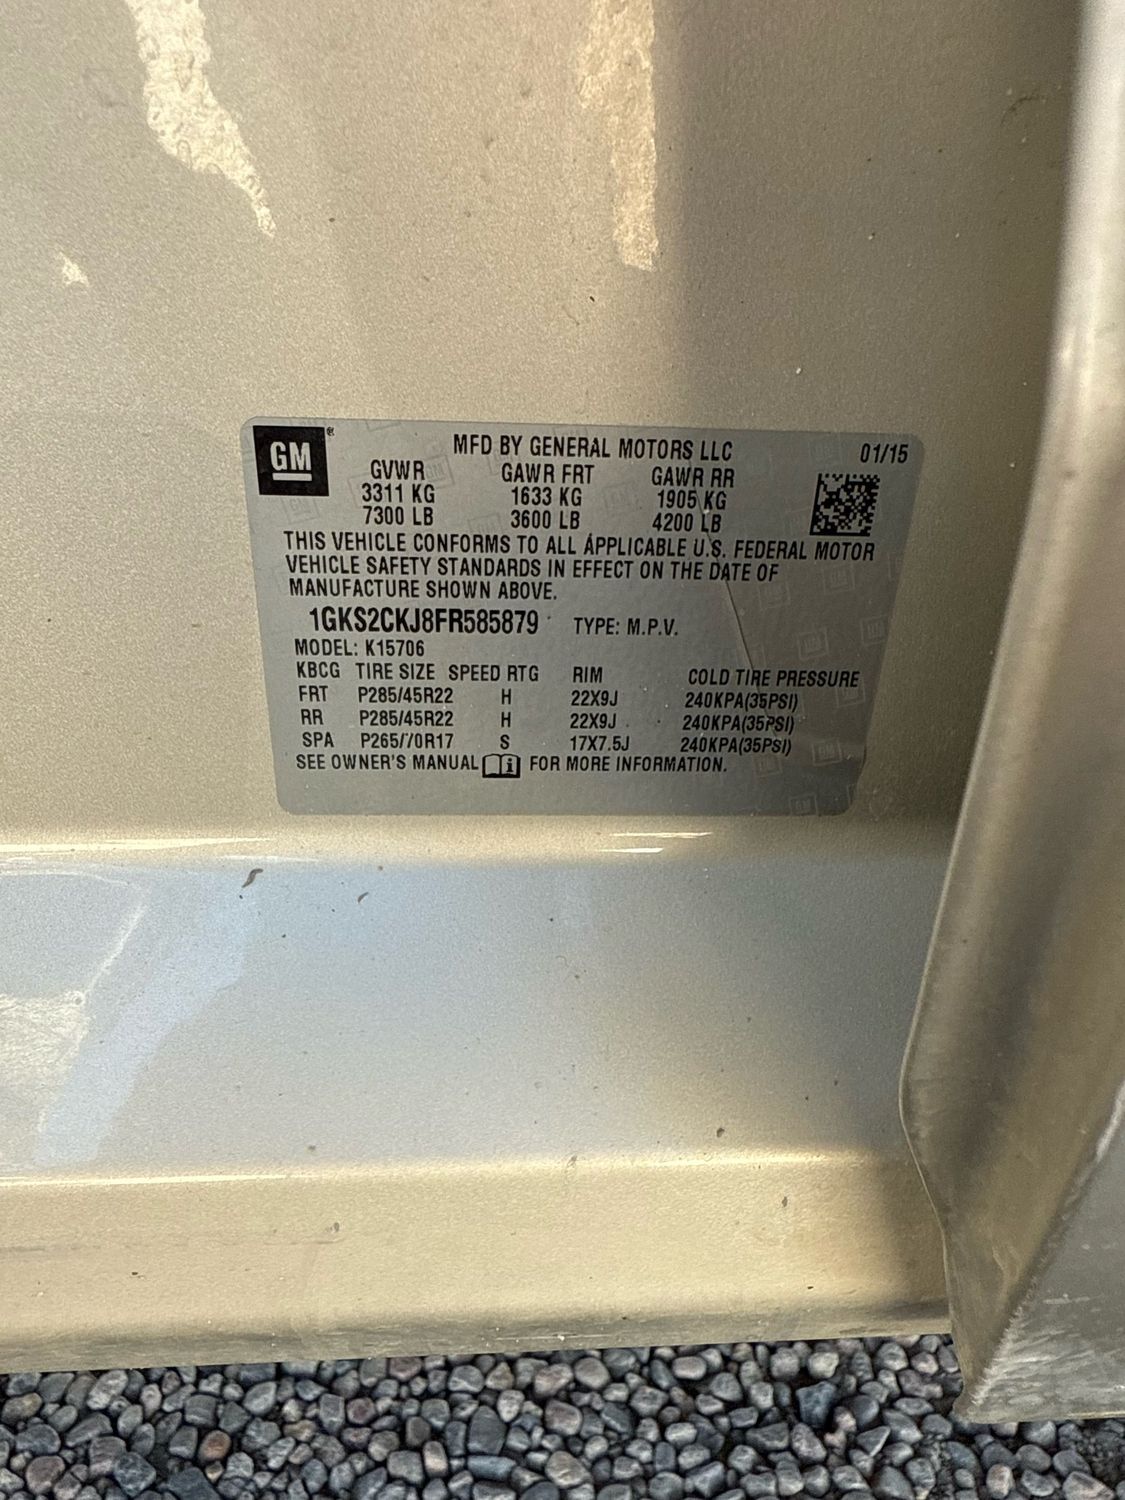 GM®
MFD BY GENERAL MOTORS LLC 01/15
GVWR GAWR FRT GAWR RR
3311 KG 1633 KG 1905 KG
7300 LB 3600 LB 4200 LB
THIS VEHICLE CONFORMS TO ALL APPLICABLE U.S. FEDERAL MOTOR
VEHICLE SAFETY STANDARDS IN EFFECT ON THE DATE OF
MANUFACTURE SHOWN ABOVE.
1GKS2CKJ8FR585879 TYPE: M.P.V.
MODEL: K15706
KBCG TIRE SIZE SPEED RTG RIM COLD TIRE PRESSURE
FRT P285/45R22 H 22X9J 240KPA(35PSI)
RR P285/45R22 H 22X9J 240KPA(35PSI)
SPA P265/70R17 S 17X7.5J 240KPA(35PSI)
SEE OWNER'S MANUAL i FOR MORE INFORMATION.